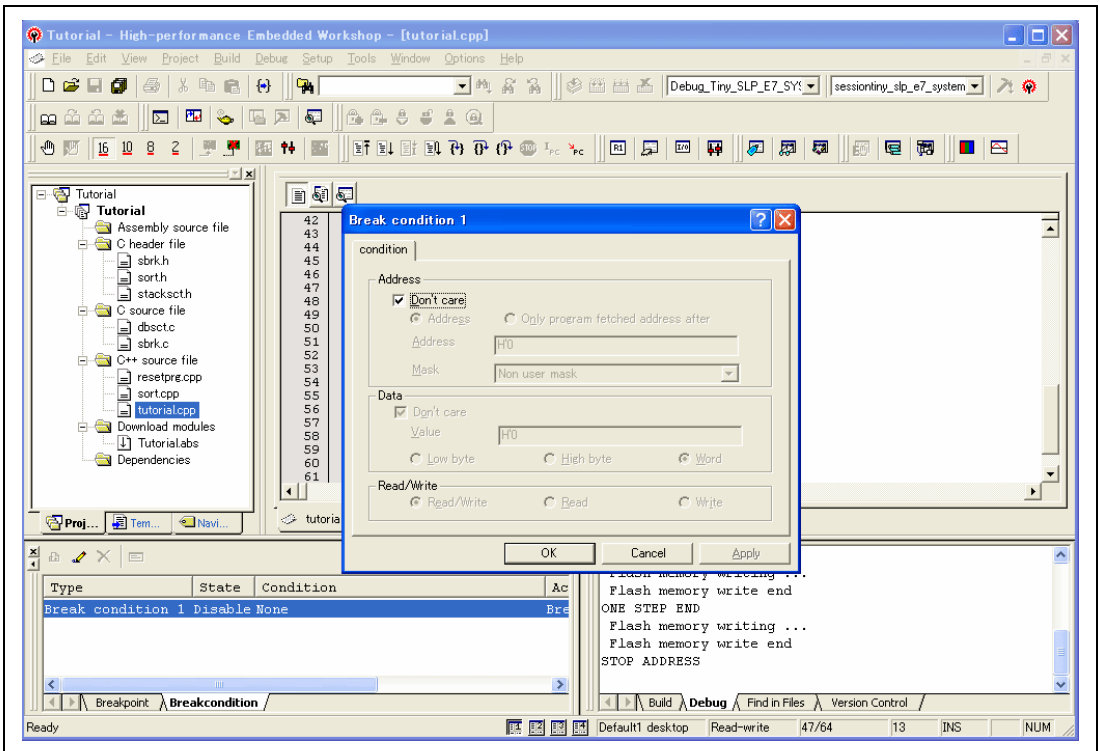 Tutorial - High-performance Embedded Workshop - [tutorial.cpp]
File Edit View Project Build Debug Setup Tools Window Options Help
Debug_Tiny_SLP_E7_SYS sessiontiny_slp_e7_system
16 10 8 2
Tutorial
Tutorial
Assembly source file
C header file
sbrk.h
sort.h
stacksct.h
C source file
dbsct.c
sbrk.c
C++ source file
resetprg.cpp
sort.cpp
tutorial.cpp
Download modules
Tutorial.abs
Dependencies
Proj... Tem... Navi...
42
43
44
45
46
47
48
49
50
51
52
53
54
55
56
57
58
59
60
61
tutoria
Break condition 1
condition
Address
Don't care
Address Only program fetched address after
Address H'0
Mask Non user mask
Data
Don't care
Value H'0
Low byte High byte Word
Read/Write
Read/Write Read Write
OK Cancel Apply
Type State Condition Ac
Break condition 1 Disable None Bre
Breakpoint Breakcondition
Flash memory writing ...
Flash memory write end
ONE STEP END
Flash memory writing ...
Flash memory write end
STOP ADDRESS
Build Debug Find in Files Version Control
Ready Default1 desktop Read-write 47/64 13 INS NUM